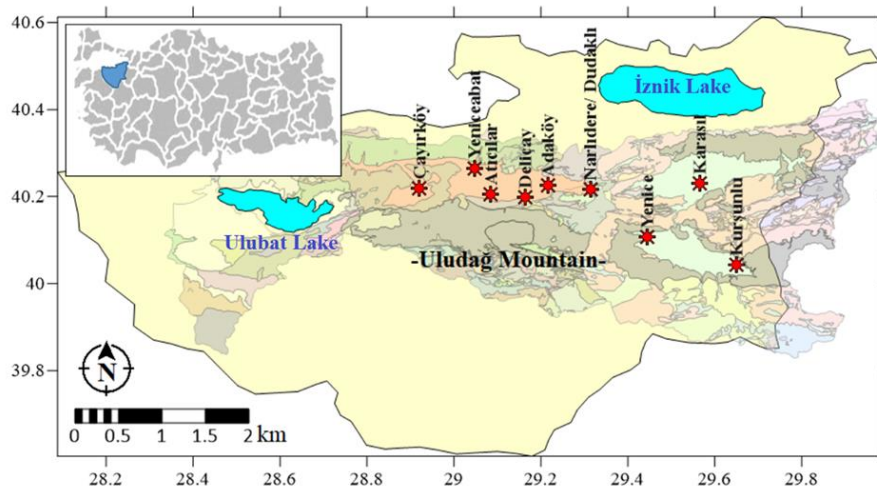 40.6
40.4
40.2
40
39.8
İznik Lake
Ulubat Lake
-Uludağ Mountain-
Çayırköy
Yeniceabat
Atıcılar
Deliçay
Adaköy
Narlıdere/ Dudaklı
Yenice
Karasıl
Kurşunlu
N
0 0.5 1 1.5 2 km
28.2 28.4 28.6 28.8 29 29.2 29.4 29.6 29.8